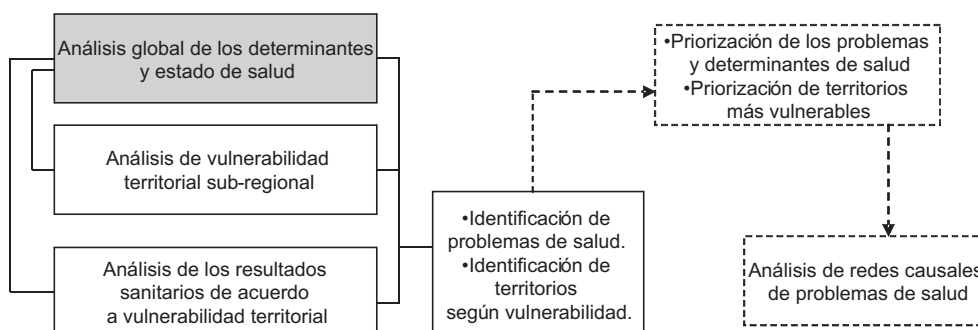 Análisis global de los determinantes
y estado de salud
Análisis de vulnerabilidad
territorial sub-regional
Análisis de los resultados
sanitarios de acuerdo
a vulnerabilidad territorial
•Identificación de
problemas de salud.
•Identificación de
territorios
según vulnerabilidad.
•Priorización de los problemas
y determinantes de salud
•Priorización de territorios
más vulnerables
Análisis de redes causales
de problemas de salud